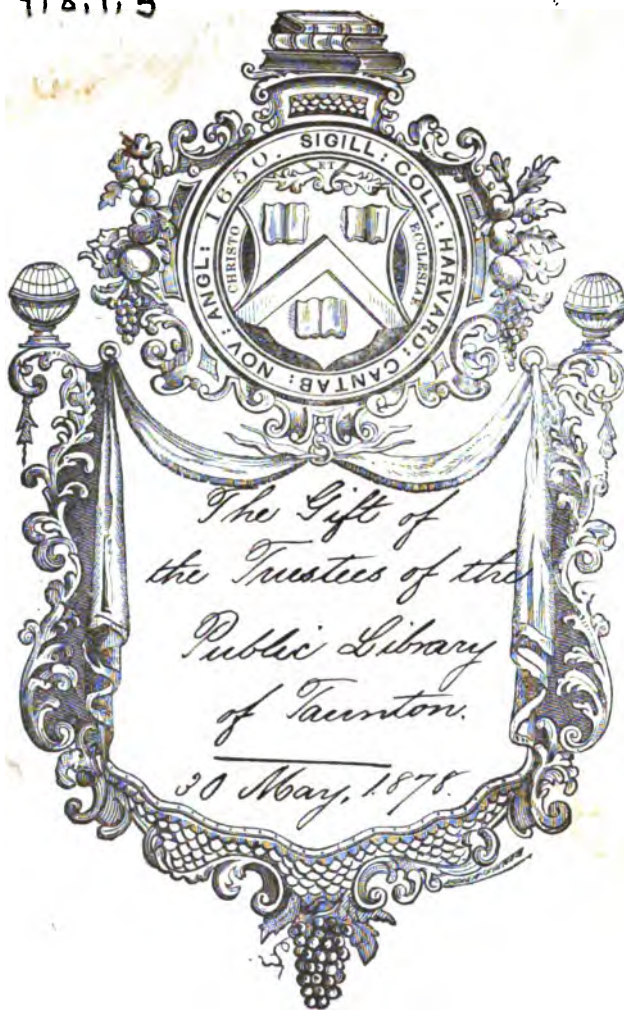 SIGILL: COLL: HARVARD: CANTAB: NOV: ANGL: 1650.
ET
CHRISTO
ECCLESIAE
The Gift of
the Trustees of the
Public Library
of Taunton.
30 May, 1878.